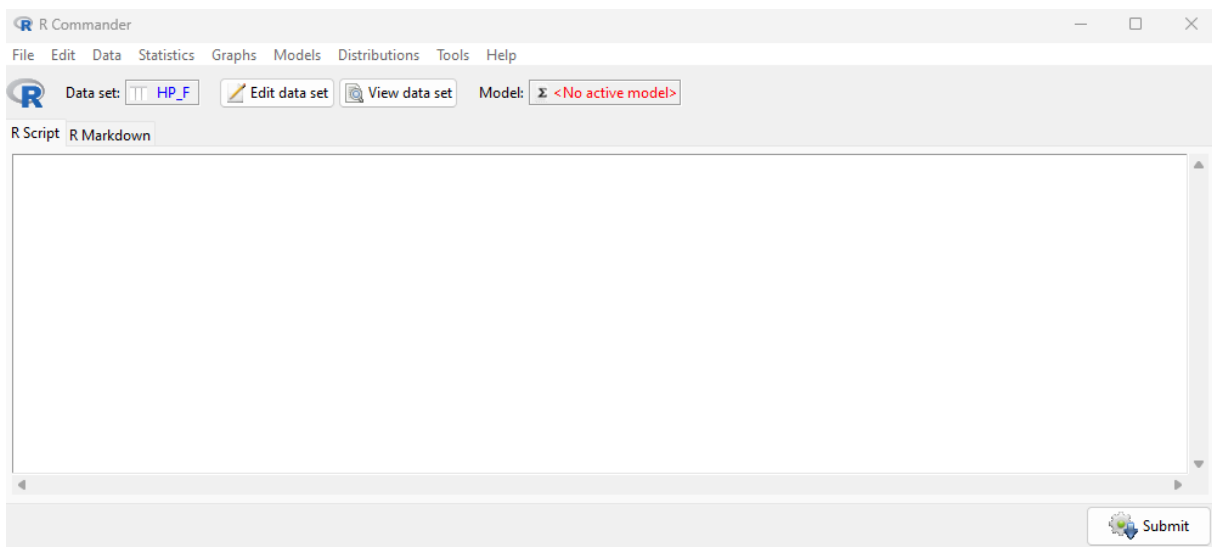 R R Commander
File Edit Data Statistics Graphs Models Distributions Tools Help
R Data set: HP_F Edit data set View data set Model: Σ <No active model>
R Script R Markdown
Submit